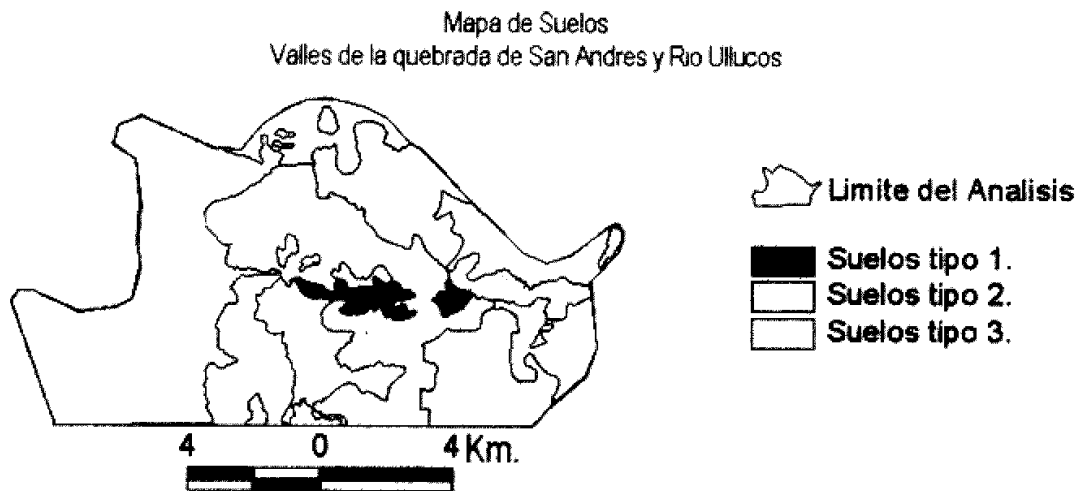 Mapa de Suelos
Valles de la quebrada de San Andres y Rio Ullucos
Limite del Analisis
Suelos tipo 1.
Suelos tipo 2.
Suelos tipo 3.
4 0 4 Km.